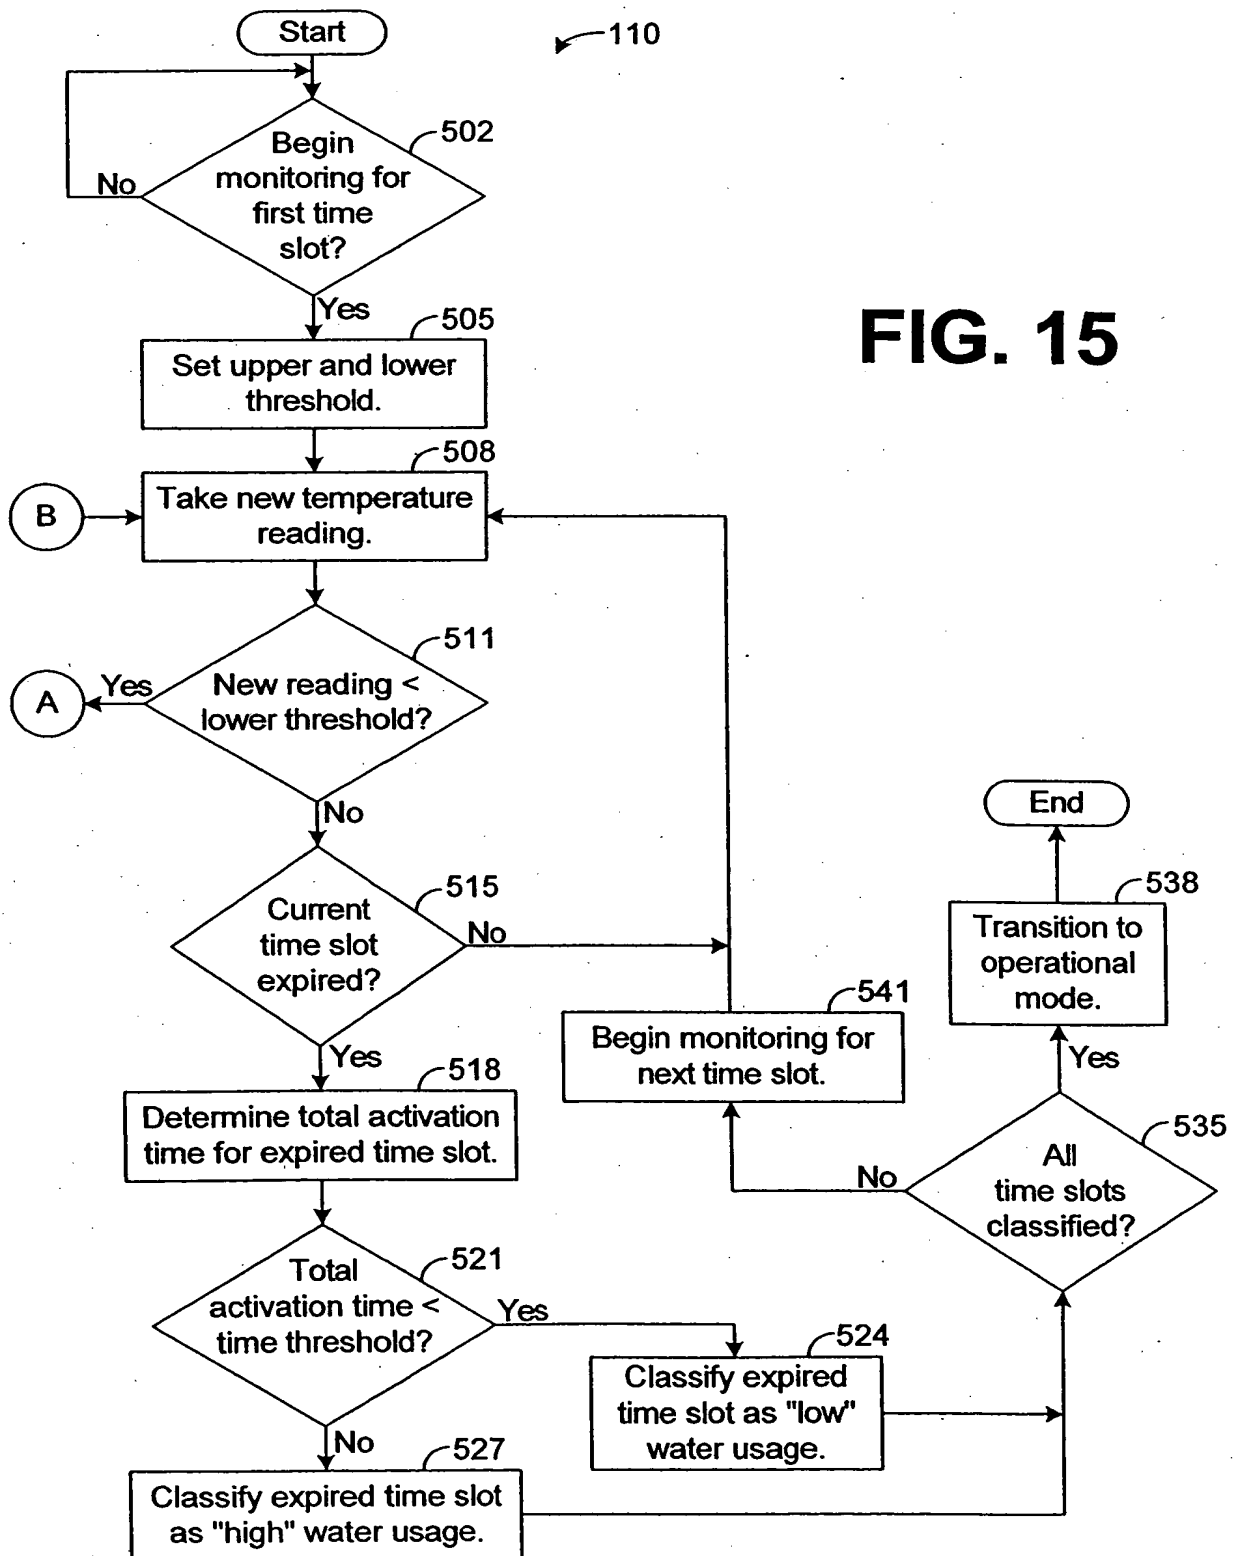 Start
110
502
Begin
monitoring for
first time
slot?
No
Yes
FIG. 15
505
Set upper and lower
threshold.
508
B
Take new temperature
reading.
511
A
Yes
New reading <
lower threshold?
No
515
Current
time slot
expired?
No
Yes
518
Determine total activation
time for expired time slot.
521
Total
activation time <
time threshold?
Yes
No
524
Classify expired
time slot as "low"
water usage.
527
Classify expired time slot
as "high" water usage.
End
538
Transition to
operational
mode.
541
Begin monitoring for
next time slot.
Yes
535
No
All
time slots
classified?